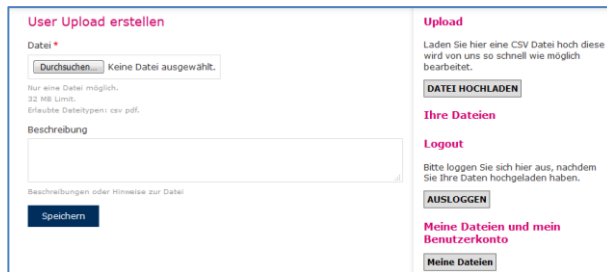 User Upload erstellen
Datei *
Durchsuchen... Keine Datei ausgewählt.
Nur eine Datei möglich.
32 MB Limit.
Erlaubte Dateitypen: csv pdf.
Beschreibung
Beschreibungen oder Hinweise zur Datei
Speichern
Upload
Laden Sie hier eine CSV Datei hoch diese
wird von uns so schnell wie möglich
bearbeitet.
DATEI HOCHLADEN
Ihre Dateien
Logout
Bitte loggen Sie sich hier aus, nachdem
Sie Ihre Daten hochgeladen haben.
AUSLOGGEN
Meine Dateien und mein
Benutzerkonto
Meine Dateien